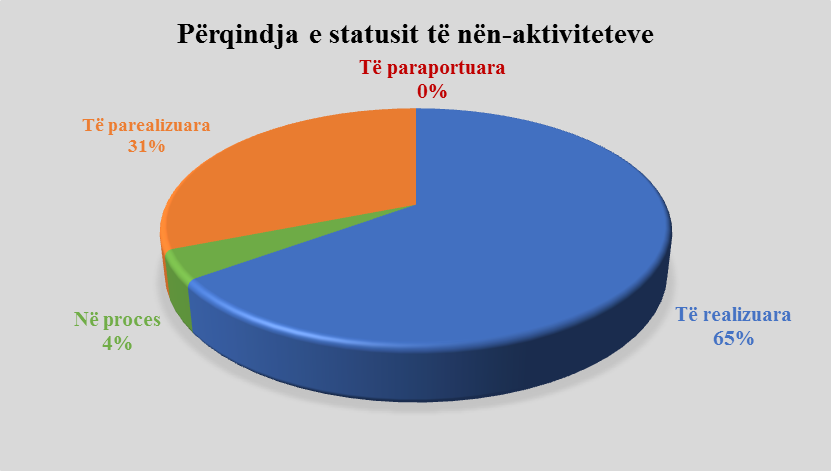 Përqindja e statusit të nën-aktiviteteve
Të paraportuara
0%
Të parealizuara
31%
Në proces
4%
Të realizuara
65%